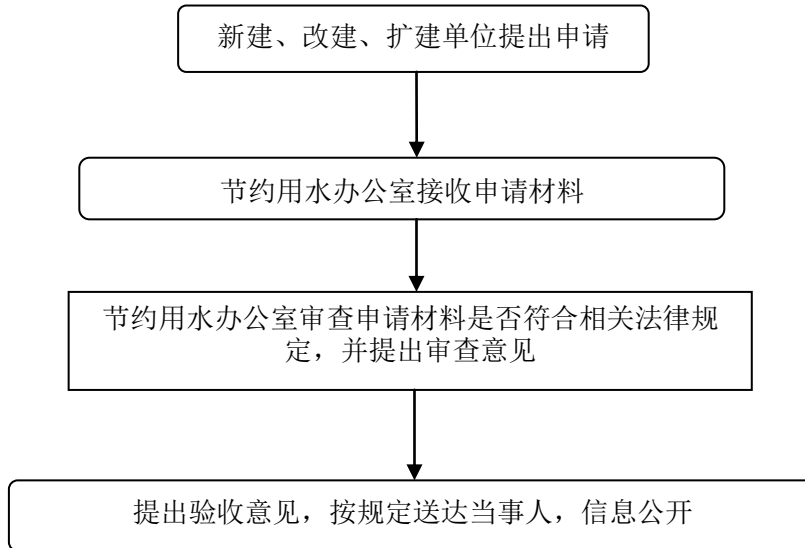 新建、改建、扩建单位提出申请
节约用水办公室接收申请材料
节约用水办公室审查申请材料是否符合相关法律规
定，并提出审查意见
提出验收意见，按规定送达当事人，信息公开